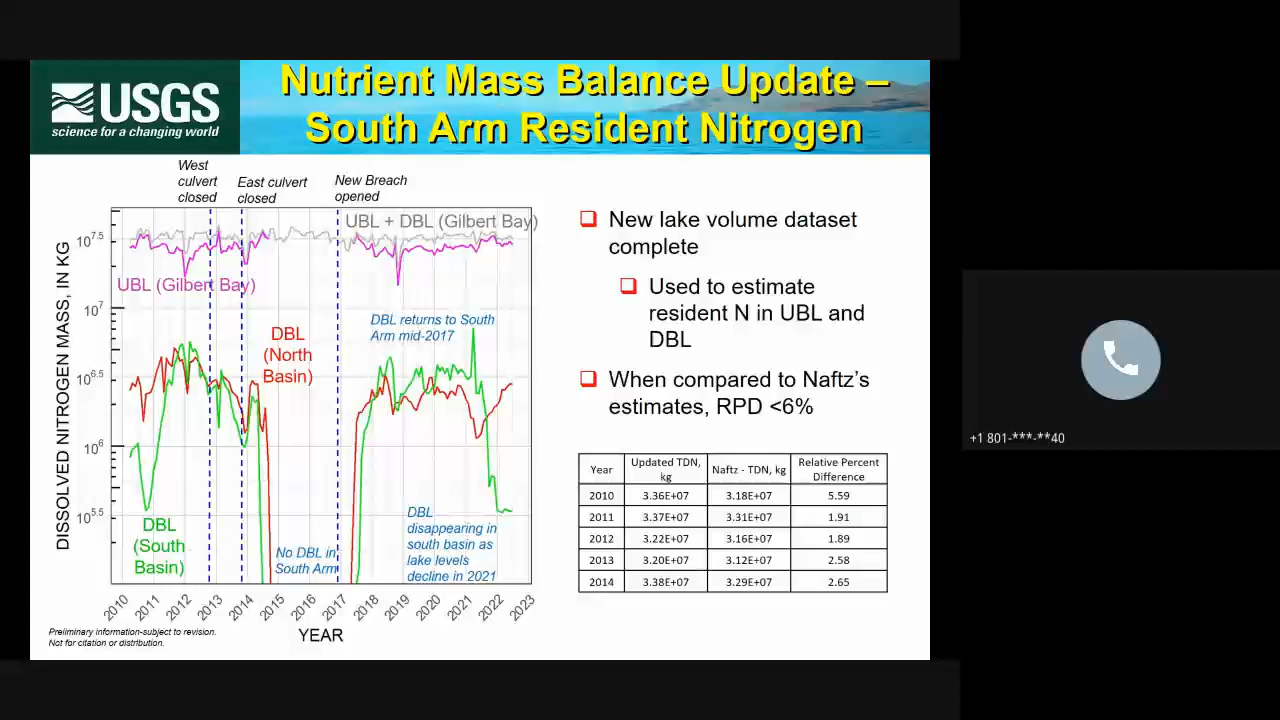 USGS
science for a changing world
Nutrient Mass Balance Update –
South Arm Resident Nitrogen
West
culvert
closed
East culvert
closed
New Breach
opened
UBL + DBL (Gilbert Bay)
UBL (Gilbert Bay)
DBL returns to South
Arm mid-2017
DBL
(North
Basin)
DBL
(South
Basin)
No DBL in
South Arm
DBL
disappearing in
south basin as
lake levels
decline in 2021
DISSOLVED NITROGEN MASS, IN KG
10^7.5
10^7
10^6.5
10^6
10^5.5
2010 2011 2012 2013 2014 2015 2016 2017 2018 2019 2020 2021 2022 2023
YEAR
Preliminary information-subject to revision.
Not for citation or distribution.
New lake volume dataset
complete
Used to estimate
resident N in UBL and
DBL
When compared to Naftz's
estimates, RPD <6%
Year Updated TDN, kg Naftz - TDN, kg Relative Percent Difference
2010 3.36E+07 3.18E+07 5.59
2011 3.37E+07 3.31E+07 1.91
2012 3.22E+07 3.16E+07 1.89
2013 3.20E+07 3.12E+07 2.58
2014 3.38E+07 3.29E+07 2.65
+1 801-***-**40